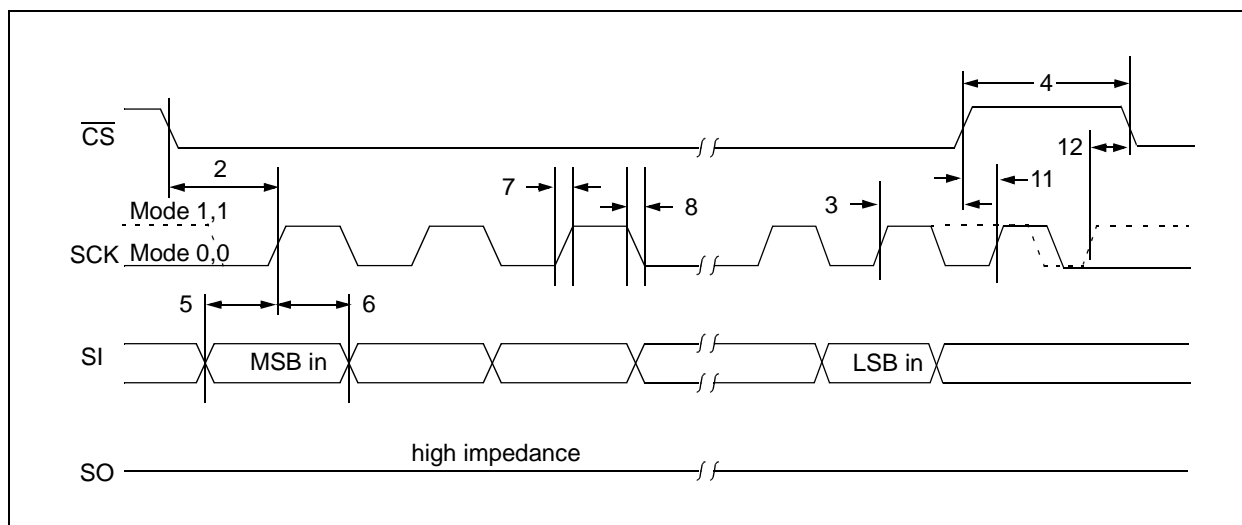 4
CS
12
2
7
11
Mode 1,1
8
3
SCK Mode 0,0
5
6
SI
MSB in
LSB in
high impedance
SO